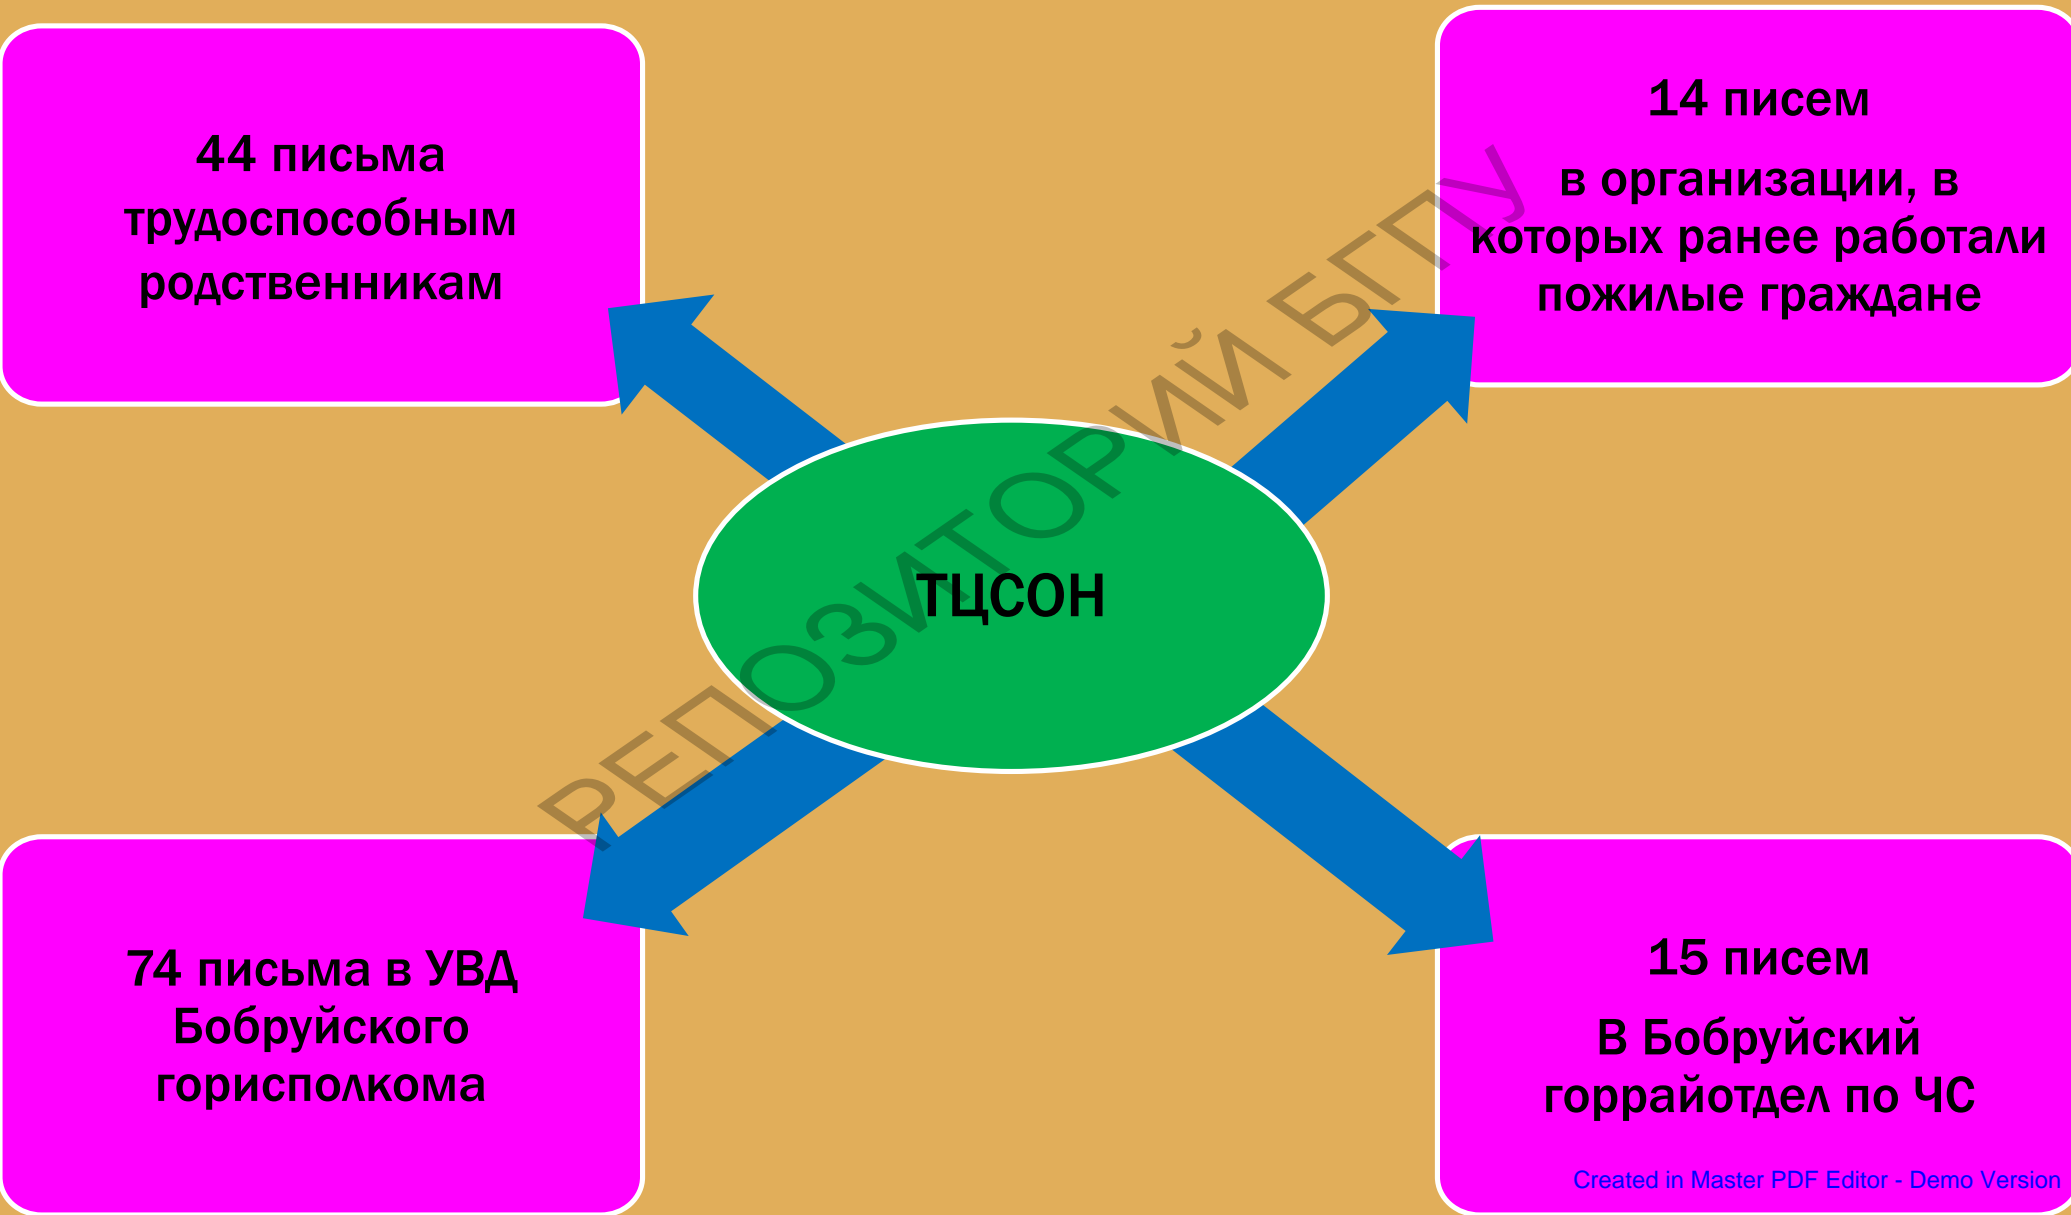 44 письма
трудоспособным
родственникам
14 писем
в организации, в
которых ранее работали
пожилые граждане
ТЦСОН
74 письма в УВД
Бобруйского
горисполкома
15 писем
В Бобруйский
горрайотдел по ЧС
РЕПОЗИТОРИЙ БГПУ
Created in Master PDF Editor - Demo Version